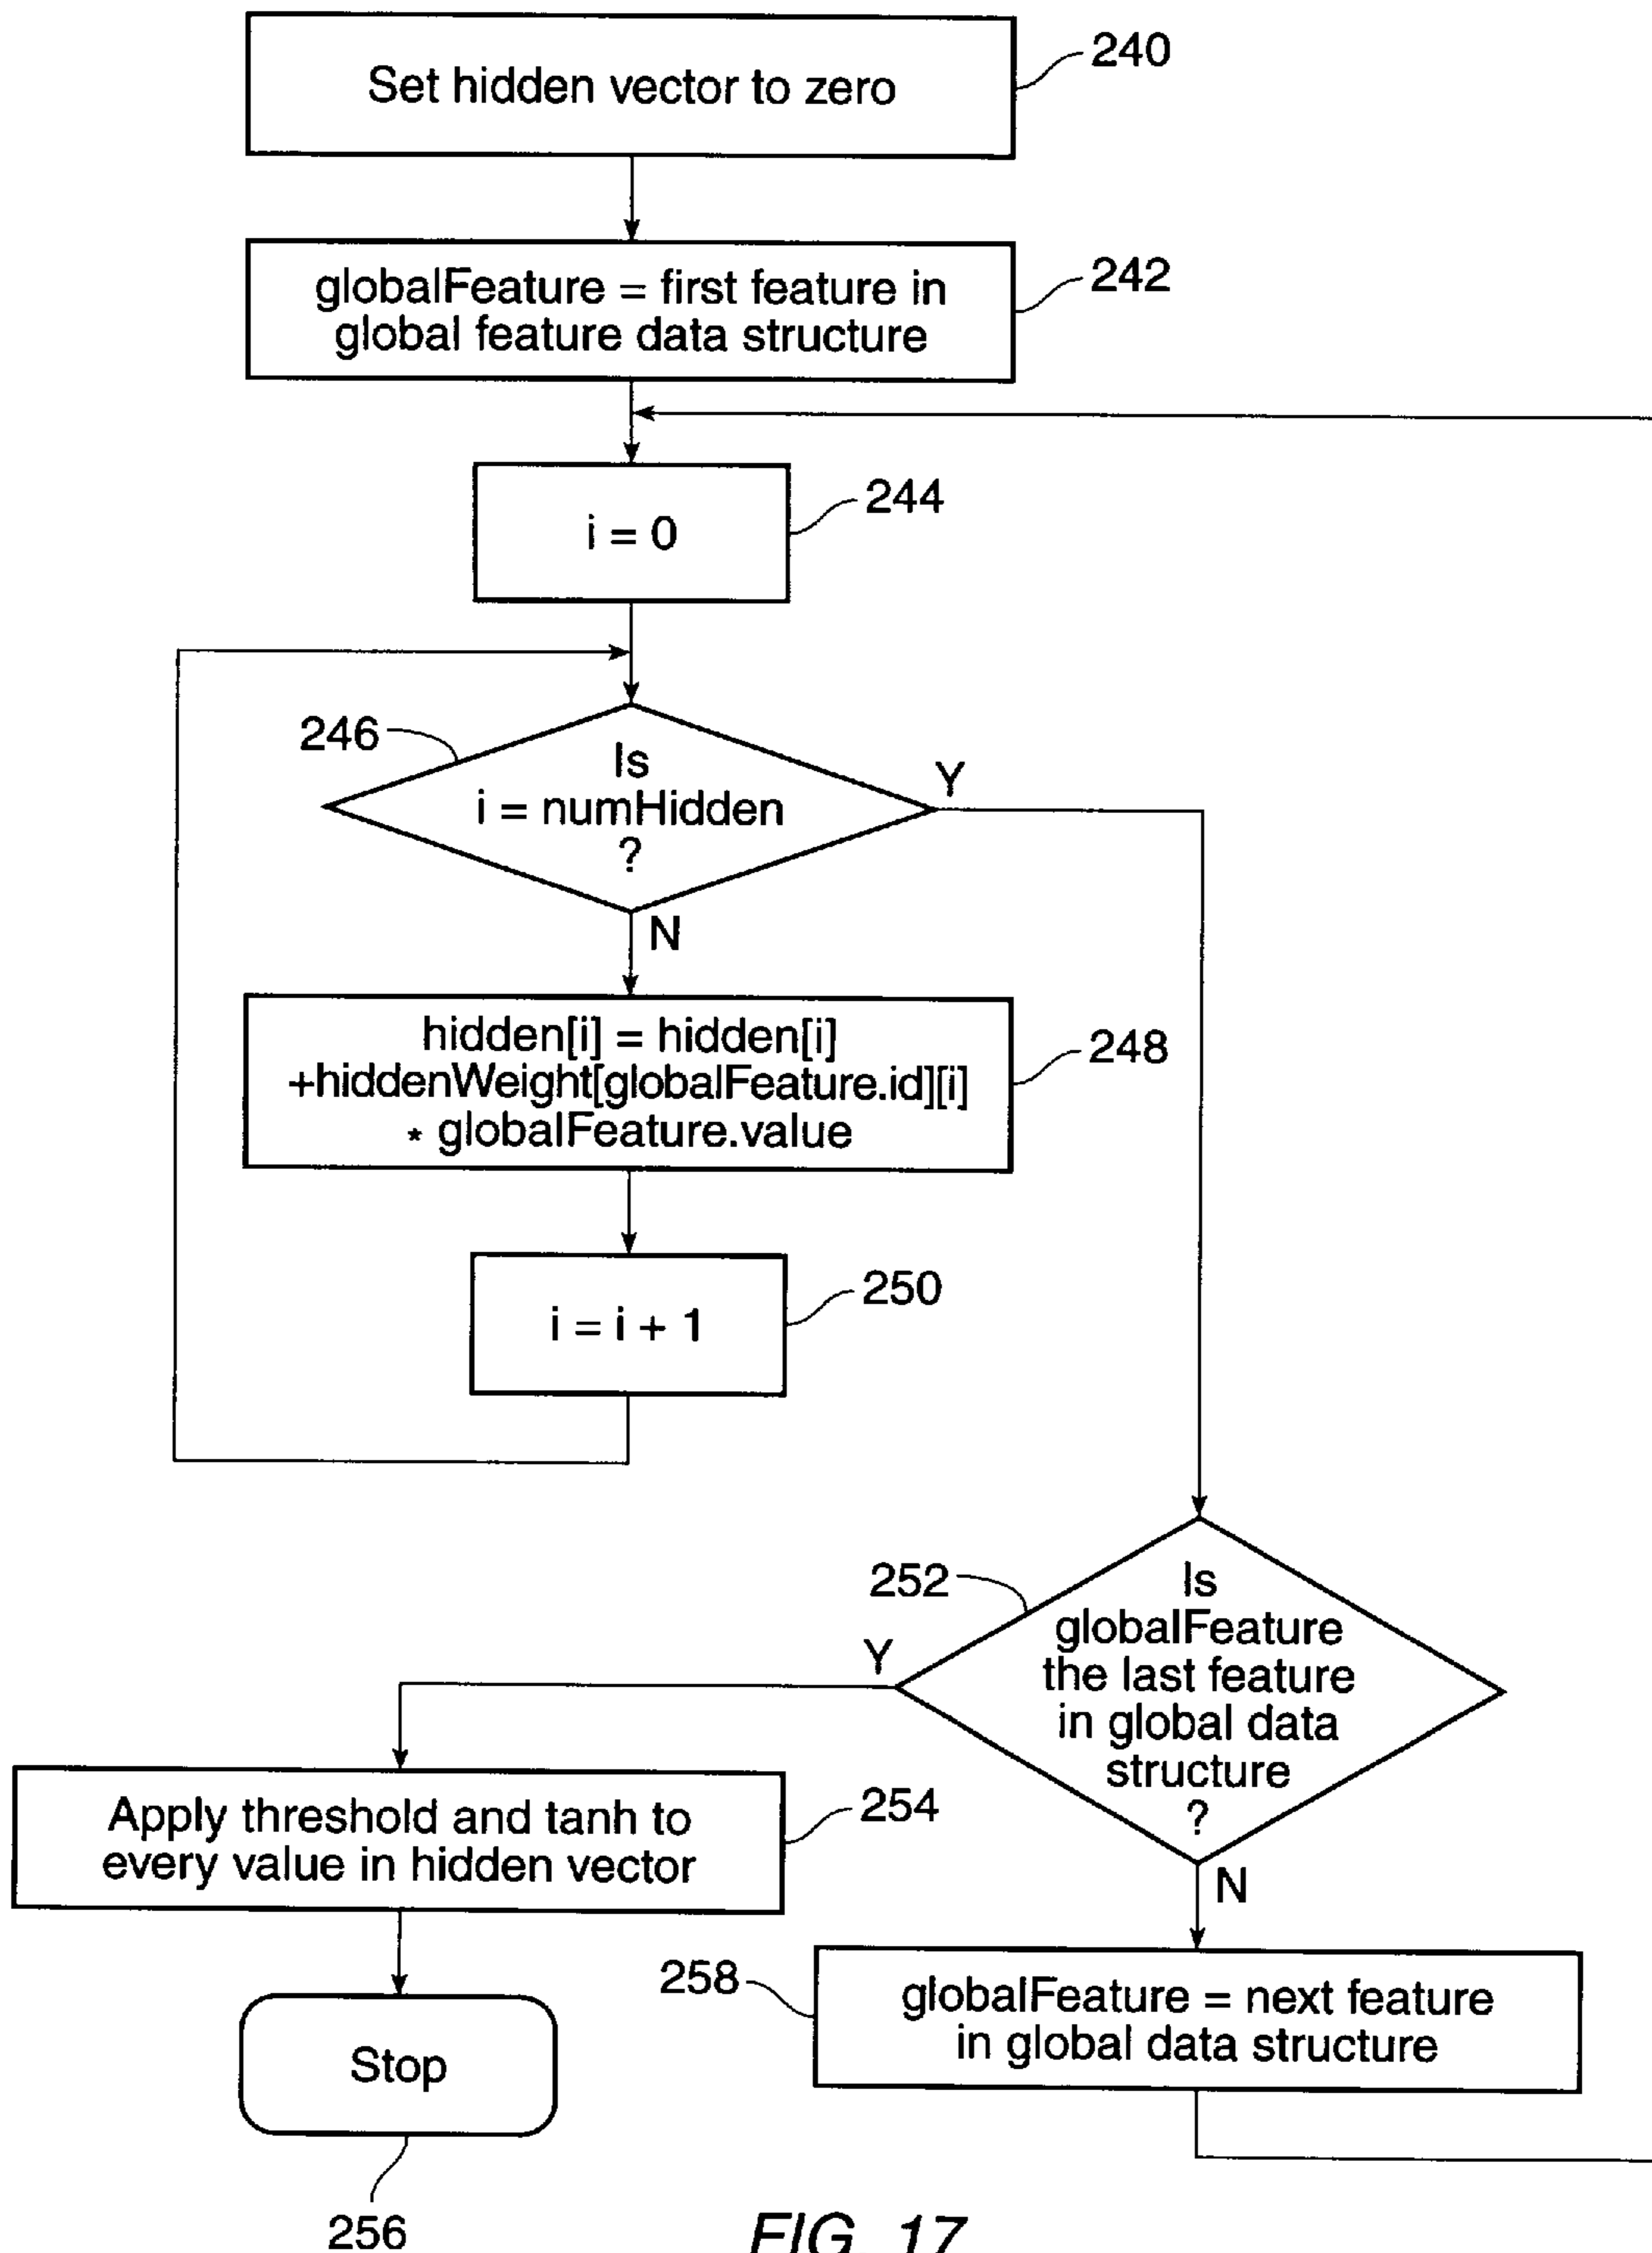 Set hidden vector to zero
240
globalFeature = first feature in
global feature data structure
242
i = 0
244
246
Is
i = numHidden
?
Y
N
hidden[i] = hidden[i]
+hiddenWeight[globalFeature.id][i]
* globalFeature.value
248
i = i + 1
250
252
Is
globalFeature
the last feature
in global data
structure
?
Y
N
Apply threshold and tanh to
every value in hidden vector
254
Stop
256
258
globalFeature = next feature
in global data structure
FIG. 17